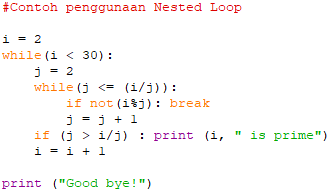 #Contoh penggunaan Nested Loop

i = 2
while(i < 30):
    j = 2
    while(j <= (i/j)):
        if not(i%j): break
        j = j + 1
    if (j > i/j) : print (i, " is prime")
    i = i + 1

print ("Good bye!")